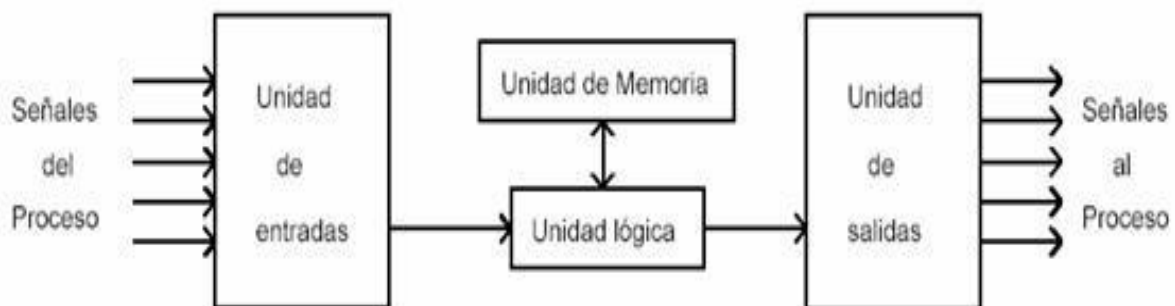 Señales
del
Proceso
Unidad
de
entradas
Unidad de Memoria
Unidad lógica
Unidad
de
salidas
Señales
al
Proceso